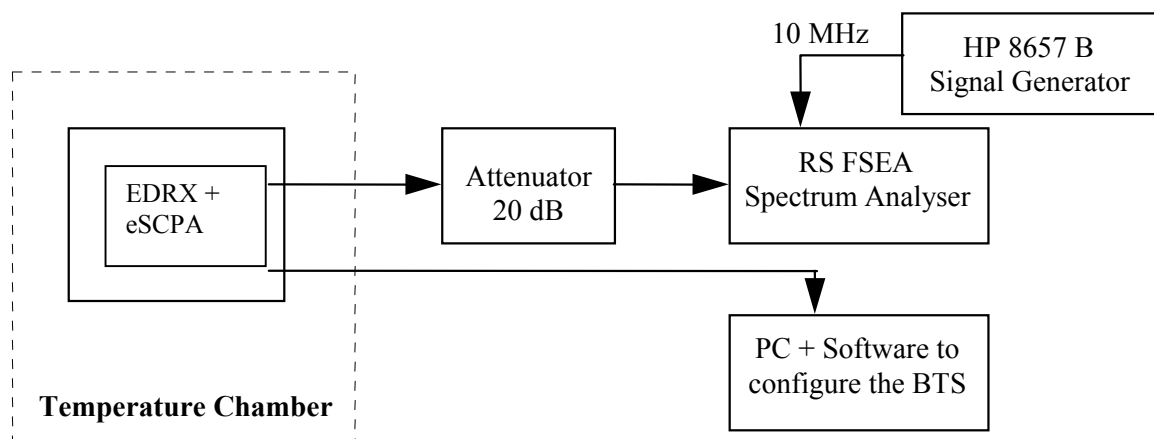 10 MHz
HP 8657 B
Signal Generator
EDRX +
eSCPA
Attenuator
20 dB
RS FSEA
Spectrum Analyser
PC + Software to
configure the BTS
Temperature Chamber